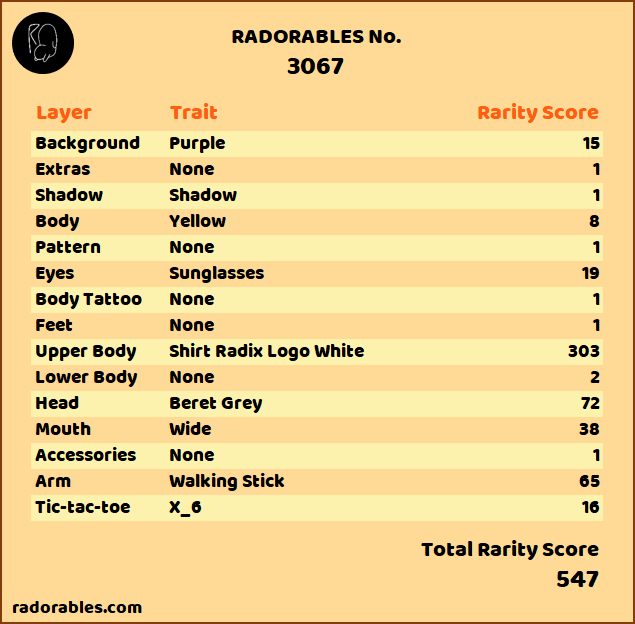 RADORABLES No.
3067
Layer Trait Rarity Score
Background Purple 15
Extras None 1
Shadow Shadow 1
Body Yellow 8
Pattern None 1
Eyes Sunglasses 19
Body Tattoo None 1
Feet None 1
Upper Body Shirt Radix Logo White 303
Lower Body None 2
Head Beret Grey 72
Mouth Wide 38
Accessories None 1
Arm Walking Stick 65
Tic-tac-toe X_6 16
Total Rarity Score
547
radorables.com